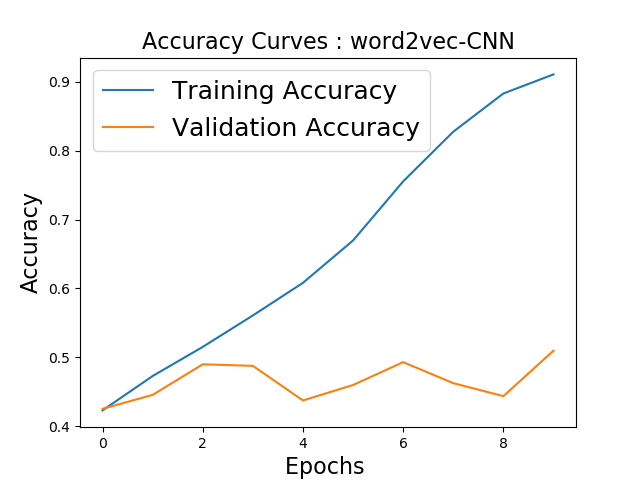 Accuracy Curves : word2vec-CNN
Training Accuracy
Validation Accuracy
Accuracy
0.9
0.8
0.7
0.6
0.5
0.4
0 2 4 6 8
Epochs